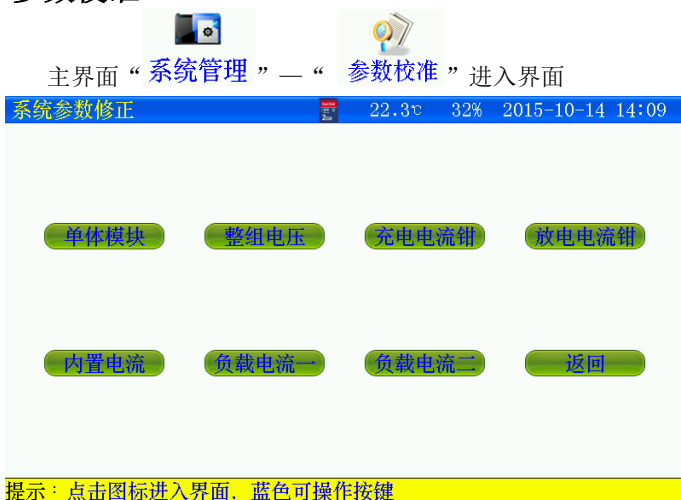 主界面“系统管理”—“参数校准”进入界面
系统参数修正 22.3℃ 32% 2015-10-14 14:09
单体模块 整组电压 充电电流钳 放电电流钳
内置电流 负载电流一 负载电流二 返回
提示：点击图标进入界面．蓝色可操作按键